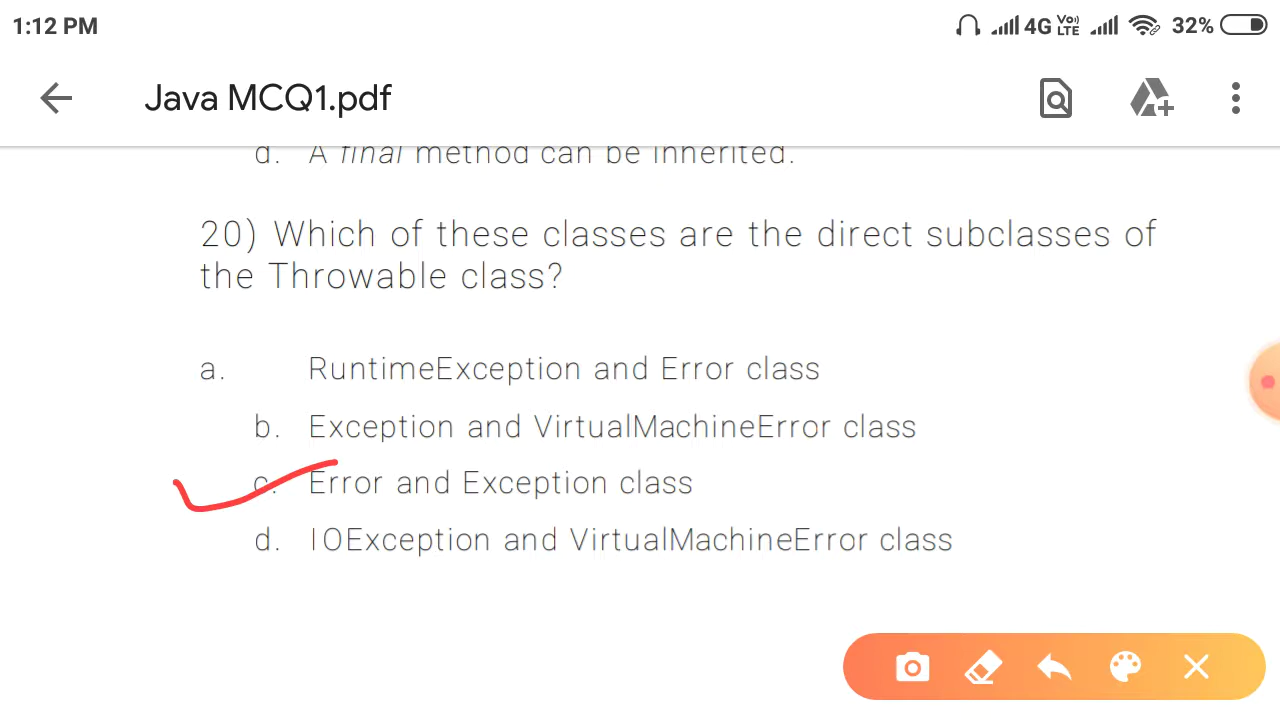 1:12 PM 4G Vo)) LTE 32%
Java MCQ1.pdf
d. A final method can be inherited.
20) Which of these classes are the direct subclasses of
the Throwable class?
a. RuntimeException and Error class
b. Exception and VirtualMachineError class
c. Error and Exception class
d. IOException and VirtualMachineError class